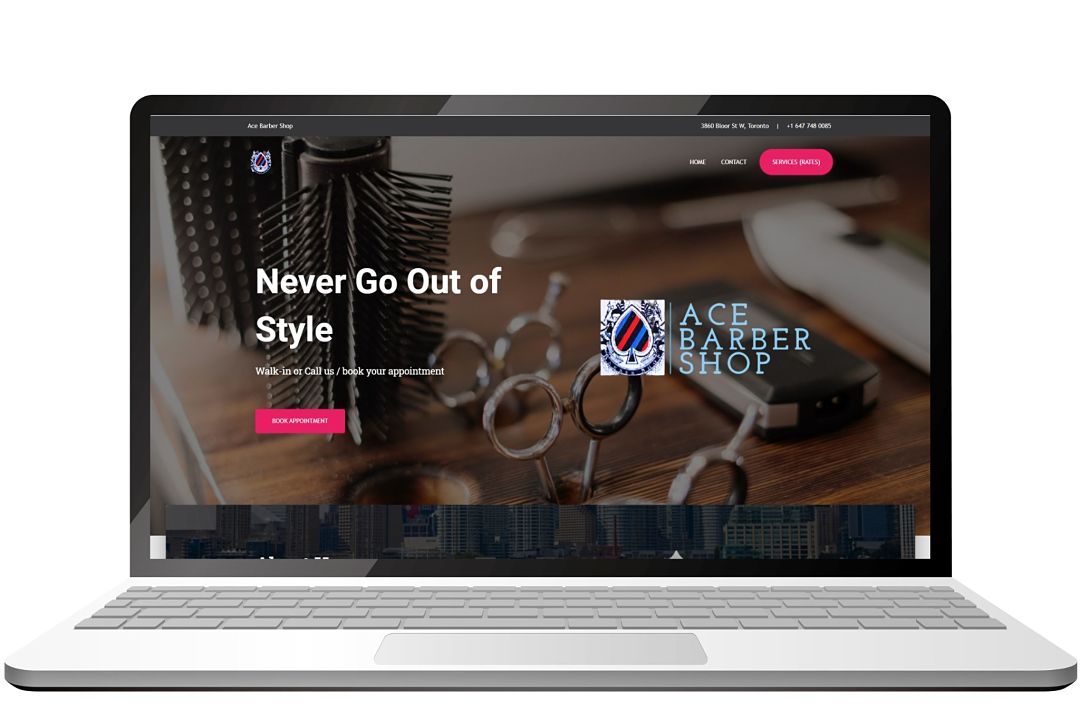 Ace Barber Shop
3860 Bloor St W, Toronto | +1 647 748 0085
HOME CONTACT SERVICES (RATES)
Never Go Out of
Style
Walk-in or Call us / book your appointment
BOOK APPOINTMENT
ACE
BARBER
SHOP